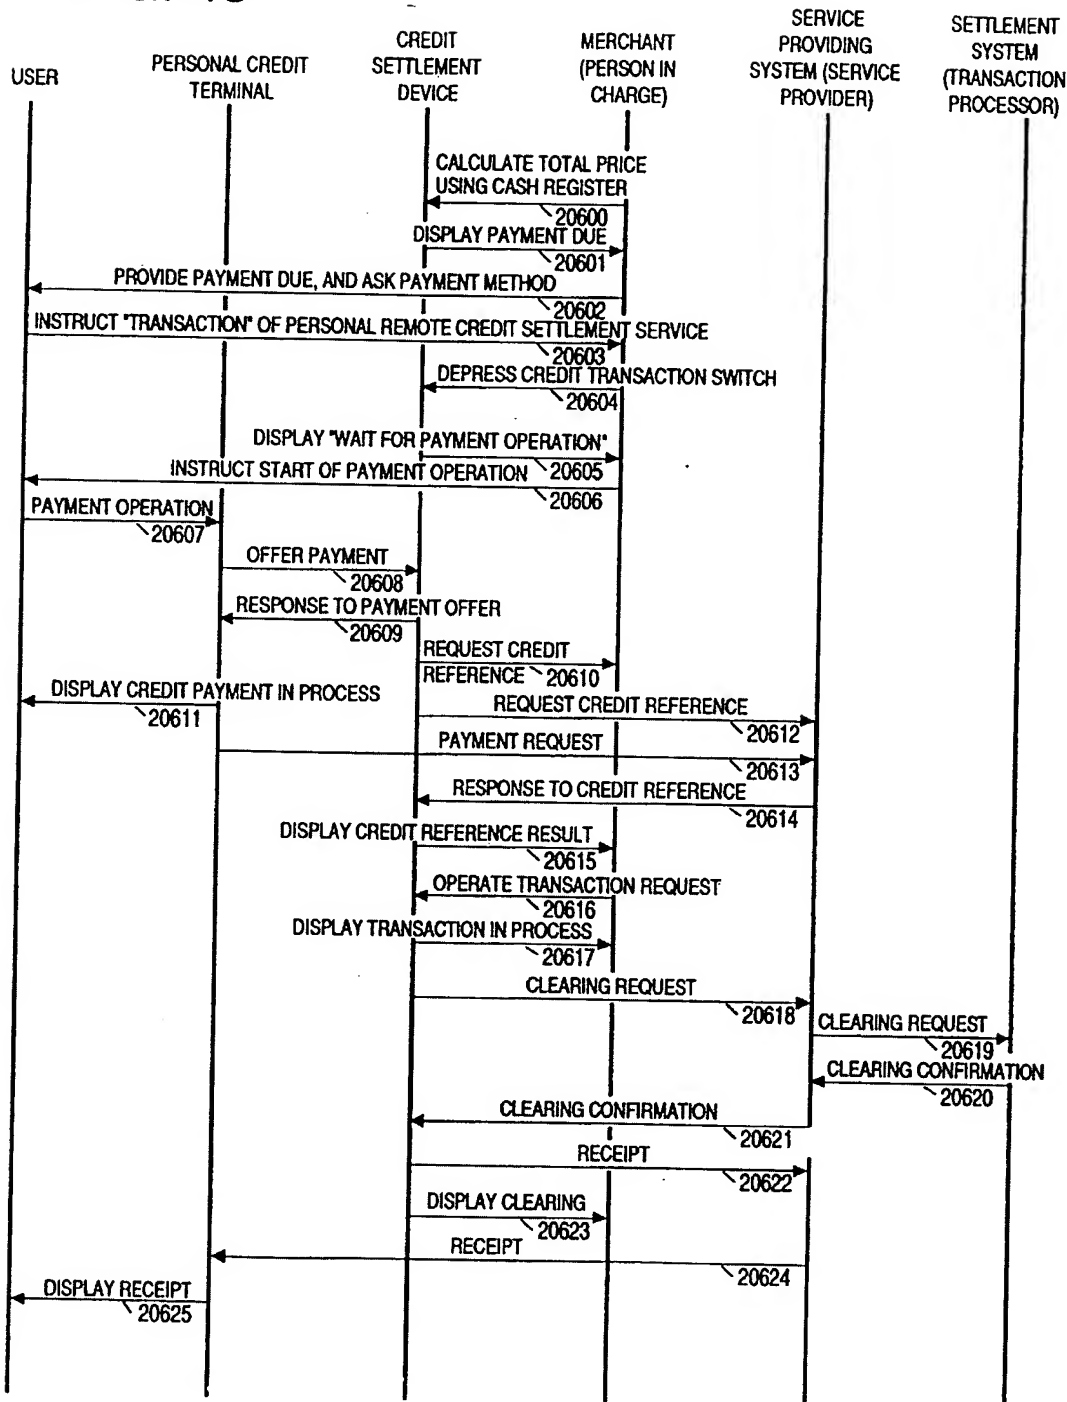 USER
PERSONAL CREDIT
TERMINAL
CREDIT
SETTLEMENT
DEVICE
MERCHANT
(PERSON IN
CHARGE)
SERVICE
PROVIDING
SYSTEM (SERVICE
PROVIDER)
SETTLEMENT
SYSTEM
(TRANSACTION
PROCESSOR)
CALCULATE TOTAL PRICE
USING CASH REGISTER
20600
DISPLAY PAYMENT DUE
20601
PROVIDE PAYMENT DUE, AND ASK PAYMENT METHOD
20602
INSTRUCT "TRANSACTION" OF PERSONAL REMOTE CREDIT SETTLEMENT SERVICE
20603
DEPRESS CREDIT TRANSACTION SWITCH
20604
DISPLAY "WAIT FOR PAYMENT OPERATION"
20605
INSTRUCT START OF PAYMENT OPERATION
20606
PAYMENT OPERATION
20607
OFFER PAYMENT
20608
RESPONSE TO PAYMENT OFFER
20609
REQUEST CREDIT
REFERENCE 20610
DISPLAY CREDIT PAYMENT IN PROCESS
20611
REQUEST CREDIT REFERENCE
20612
PAYMENT REQUEST
20613
RESPONSE TO CREDIT REFERENCE
20614
DISPLAY CREDIT REFERENCE RESULT
20615
OPERATE TRANSACTION REQUEST
20616
DISPLAY TRANSACTION IN PROCESS
20617
CLEARING REQUEST
20618
CLEARING REQUEST
20619
CLEARING CONFIRMATION
20620
CLEARING CONFIRMATION
20621
RECEIPT
20622
DISPLAY CLEARING
20623
RECEIPT
20624
DISPLAY RECEIPT
20625